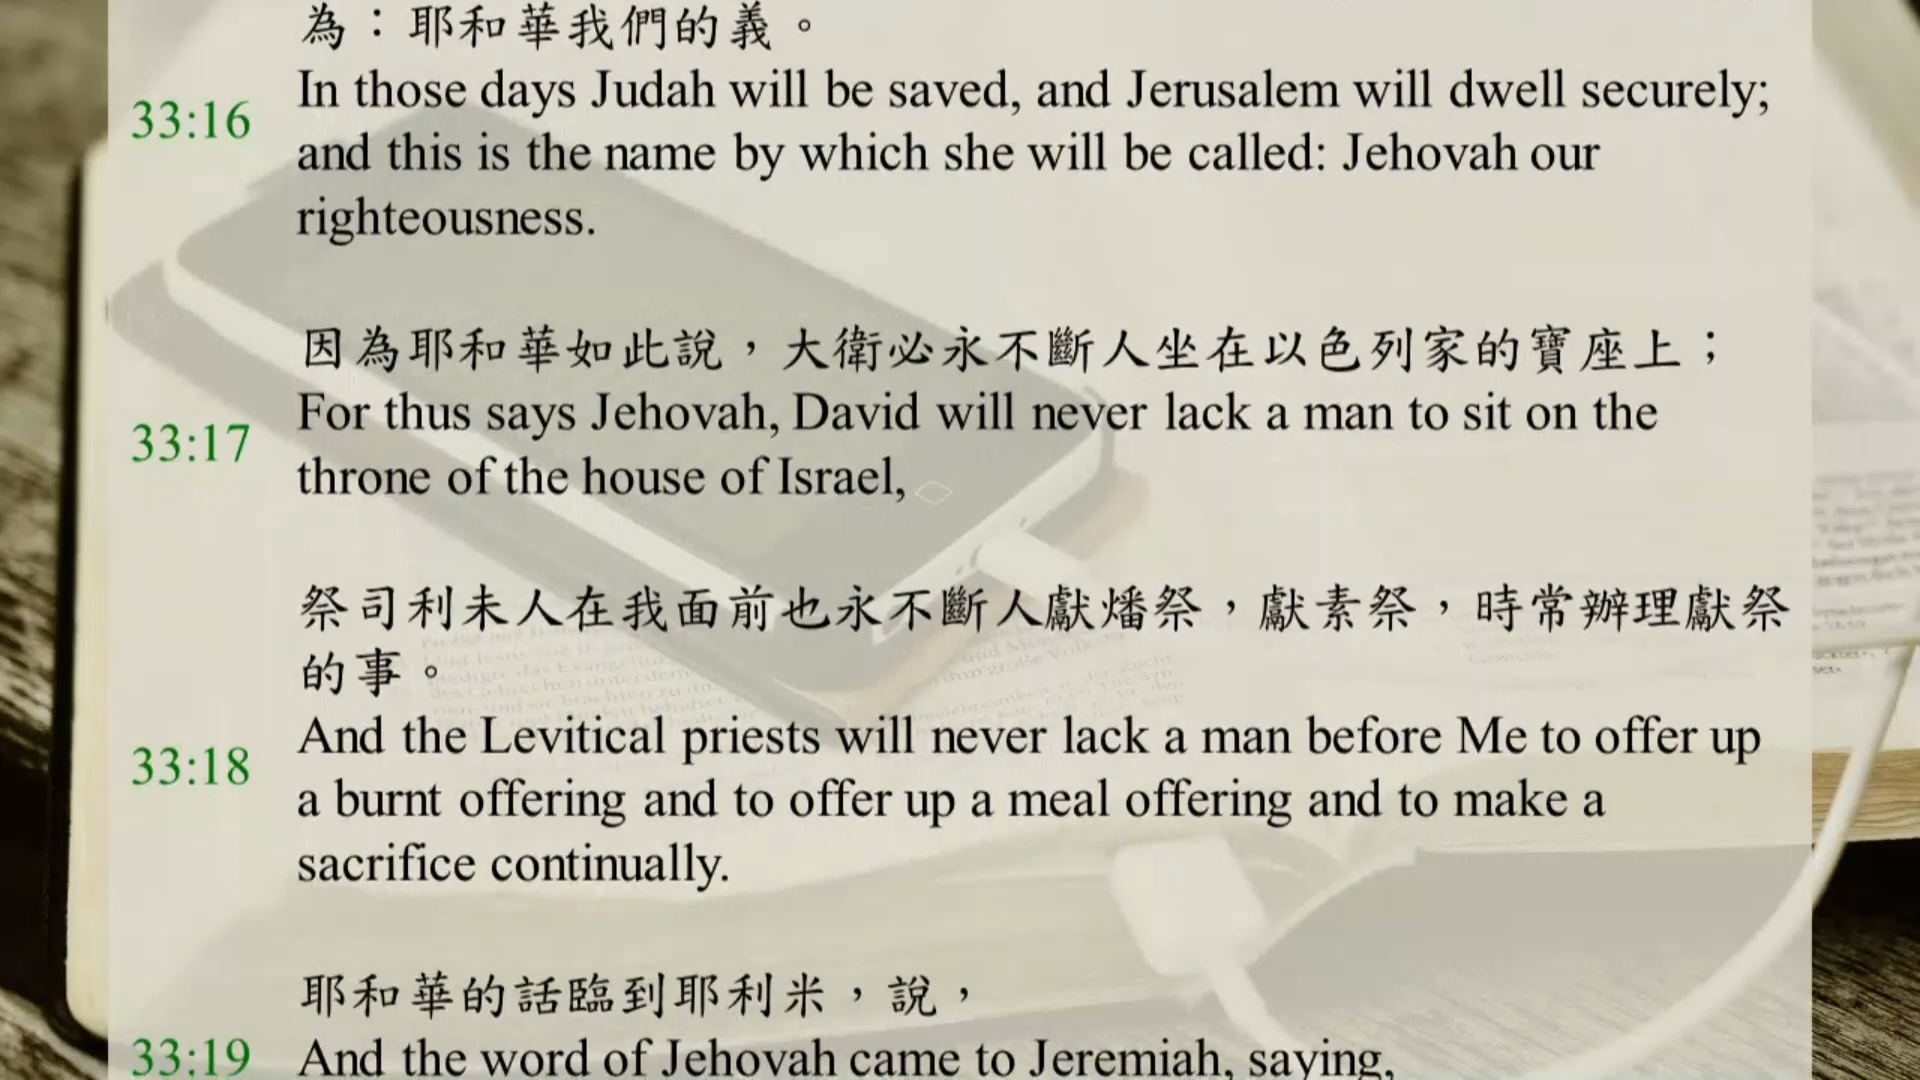 為：耶和華我們的義。
33:16 In those days Judah will be saved, and Jerusalem will dwell securely;
and this is the name by which she will be called: Jehovah our
righteousness.
因為耶和華如此說，大衛必永不斷人坐在以色列家的寶座上；
33:17 For thus says Jehovah, David will never lack a man to sit on the
throne of the house of Israel,
祭司利未人在我面前也永不斷人獻燔祭，獻素祭，時常辦理獻祭
的事。
33:18 And the Levitical priests will never lack a man before Me to offer up
a burnt offering and to offer up a meal offering and to make a
sacrifice continually.
耶和華的話臨到耶利米，說，
33:19 And the word of Jehovah came to Jeremiah, saying,